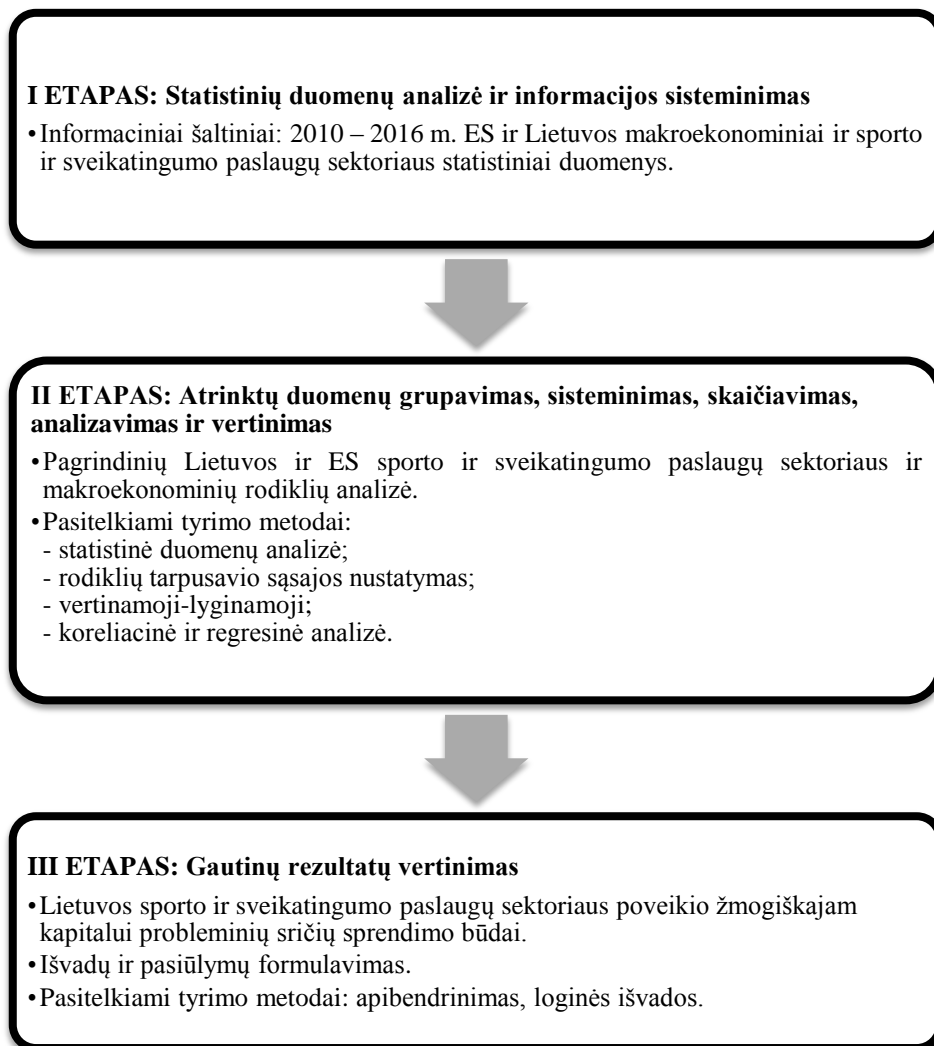 I ETAPAS: Statistinių duomenų analizė ir informacijos sisteminimas
•Informaciniai šaltiniai: 2010 – 2016 m. ES ir Lietuvos makroekonominiai ir sporto
ir sveikatingumo paslaugų sektoriaus statistiniai duomenys.
II ETAPAS: Atrinktų duomenų grupavimas, sisteminimas, skaičiavimas,
analizavimas ir vertinimas
•Pagrindinių Lietuvos ir ES sporto ir sveikatingumo paslaugų sektoriaus ir
makroekonominių rodiklių analizė.
•Pasitelkiami tyrimo metodai:
- statistinė duomenų analizė;
- rodiklių tarpusavio sąsajos nustatymas;
- vertinamoji-lyginamoji;
- koreliacinė ir regresinė analizė.
III ETAPAS: Gautinų rezultatų vertinimas
•Lietuvos sporto ir sveikatingumo paslaugų sektoriaus poveikio žmogiškajam
kapitalui probleminių sričių sprendimo būdai.
•Išvadų ir pasiūlymų formulavimas.
•Pasitelkiami tyrimo metodai: apibendrinimas, loginės išvados.